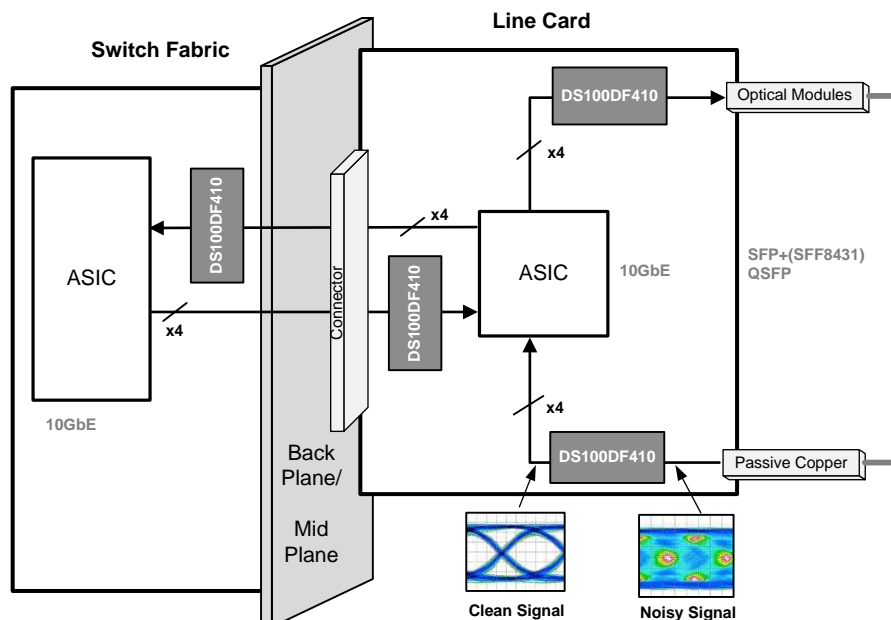 Line Card
Switch Fabric
DS100DF410
Optical Modules
x4
DS100DF410
x4
ASIC
ASIC
10GbE
SFP+(SFF8431)
QSFP
Connector
DS100DF410
x4
x4
10GbE
Back
Plane/
Mid
Plane
DS100DF410
Passive Copper
Clean Signal
Noisy Signal